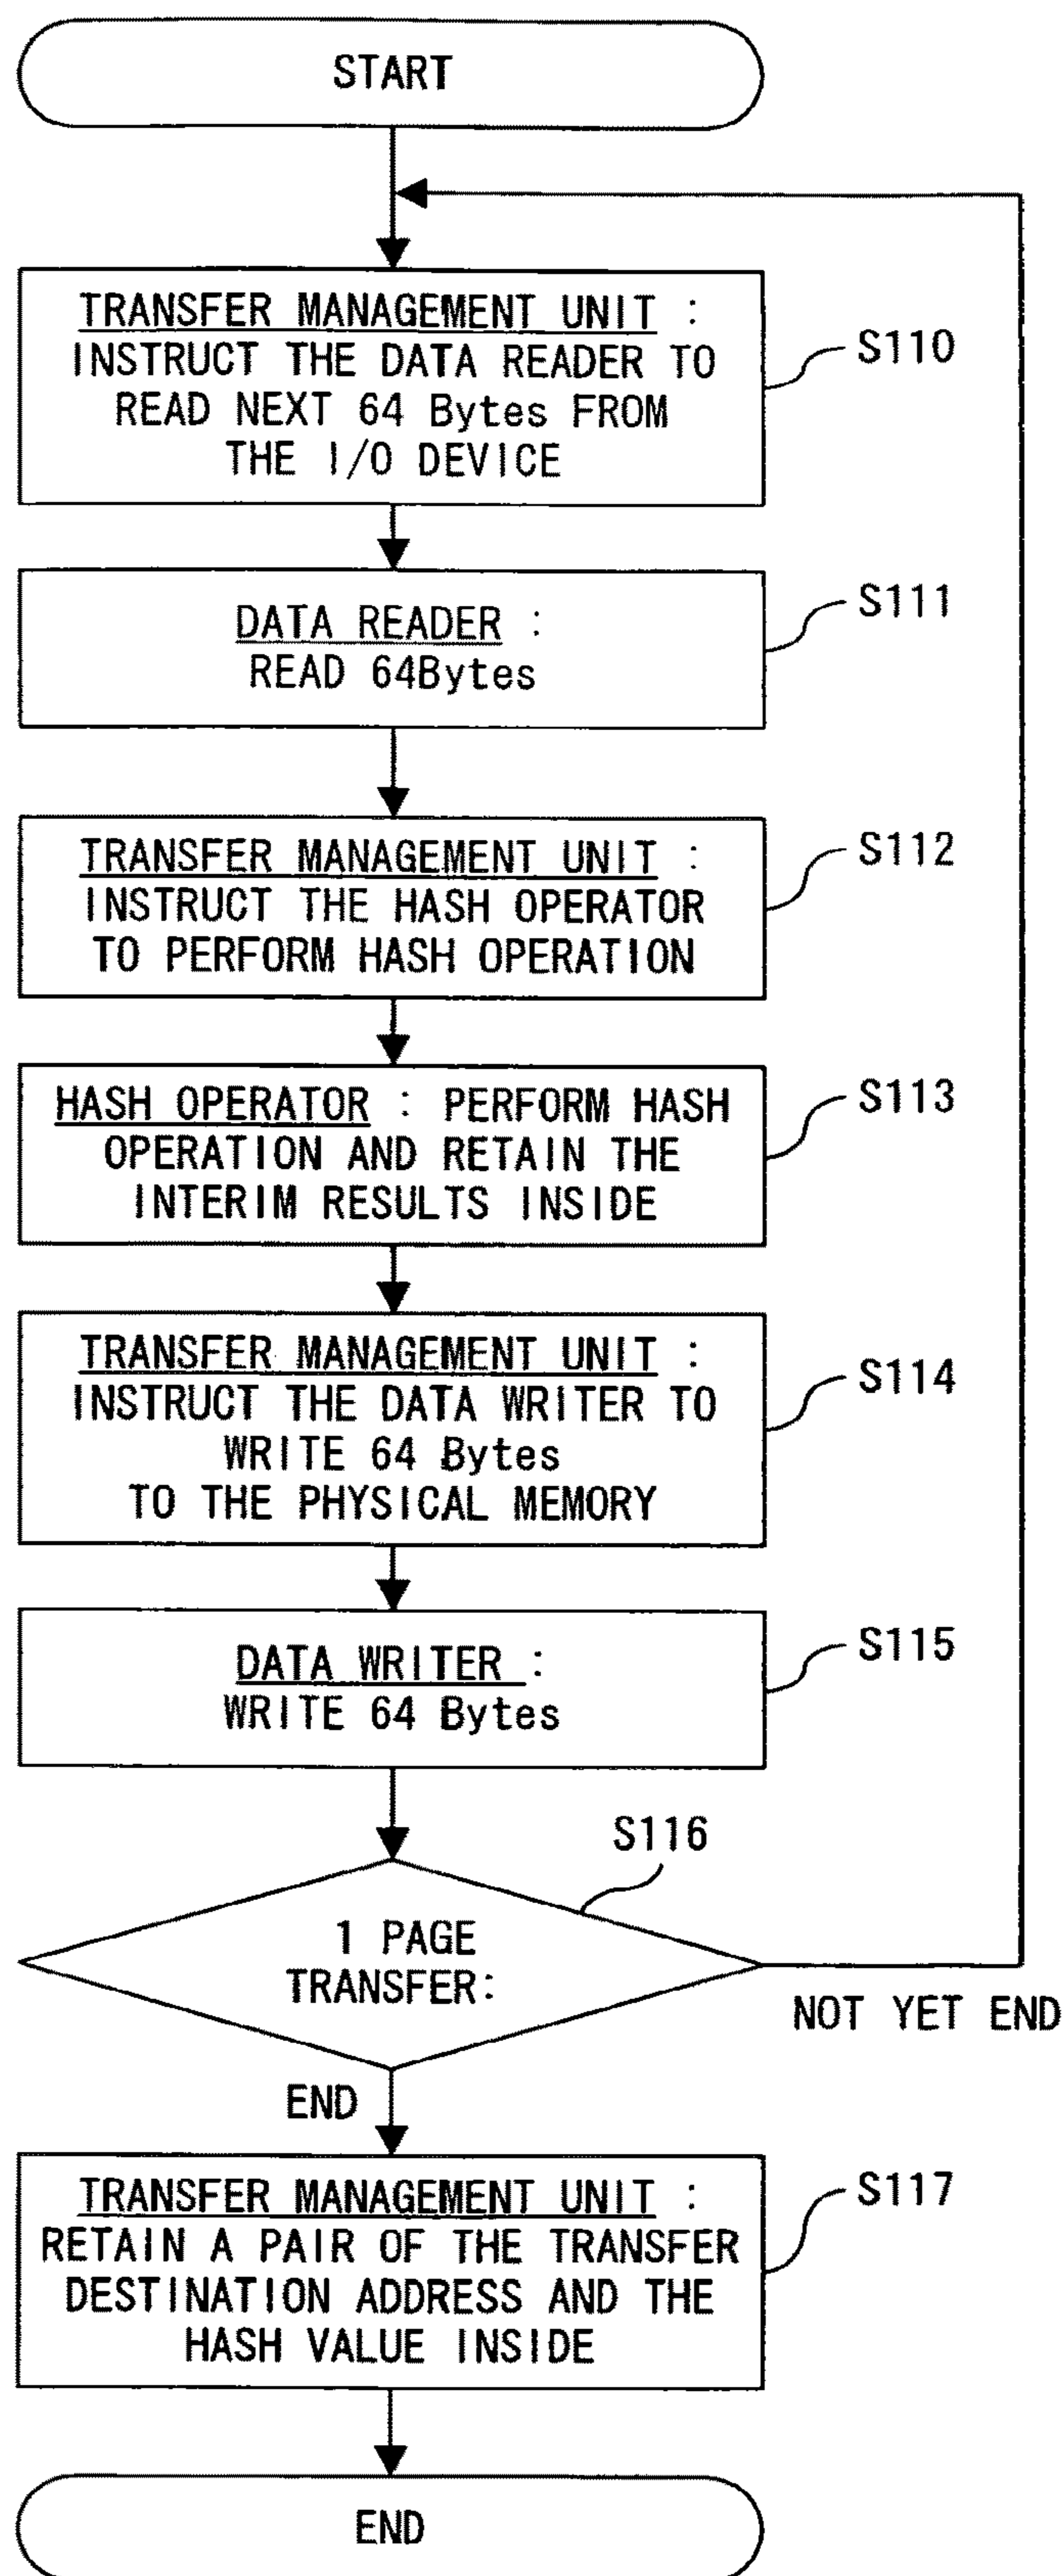 START
TRANSFER MANAGEMENT UNIT :
INSTRUCT THE DATA READER TO
READ NEXT 64 Bytes FROM
THE I/O DEVICE
S110
DATA READER :
READ 64Bytes
S111
TRANSFER MANAGEMENT UNIT :
INSTRUCT THE HASH OPERATOR
TO PERFORM HASH OPERATION
S112
HASH OPERATOR : PERFORM HASH
OPERATION AND RETAIN THE
INTERIM RESULTS INSIDE
S113
TRANSFER MANAGEMENT UNIT :
INSTRUCT THE DATA WRITER TO
WRITE 64 Bytes
TO THE PHYSICAL MEMORY
S114
DATA WRITER :
WRITE 64 Bytes
S115
S116
1 PAGE
TRANSFER:
NOT YET END
END
TRANSFER MANAGEMENT UNIT :
RETAIN A PAIR OF THE TRANSFER
DESTINATION ADDRESS AND THE
HASH VALUE INSIDE
S117
END